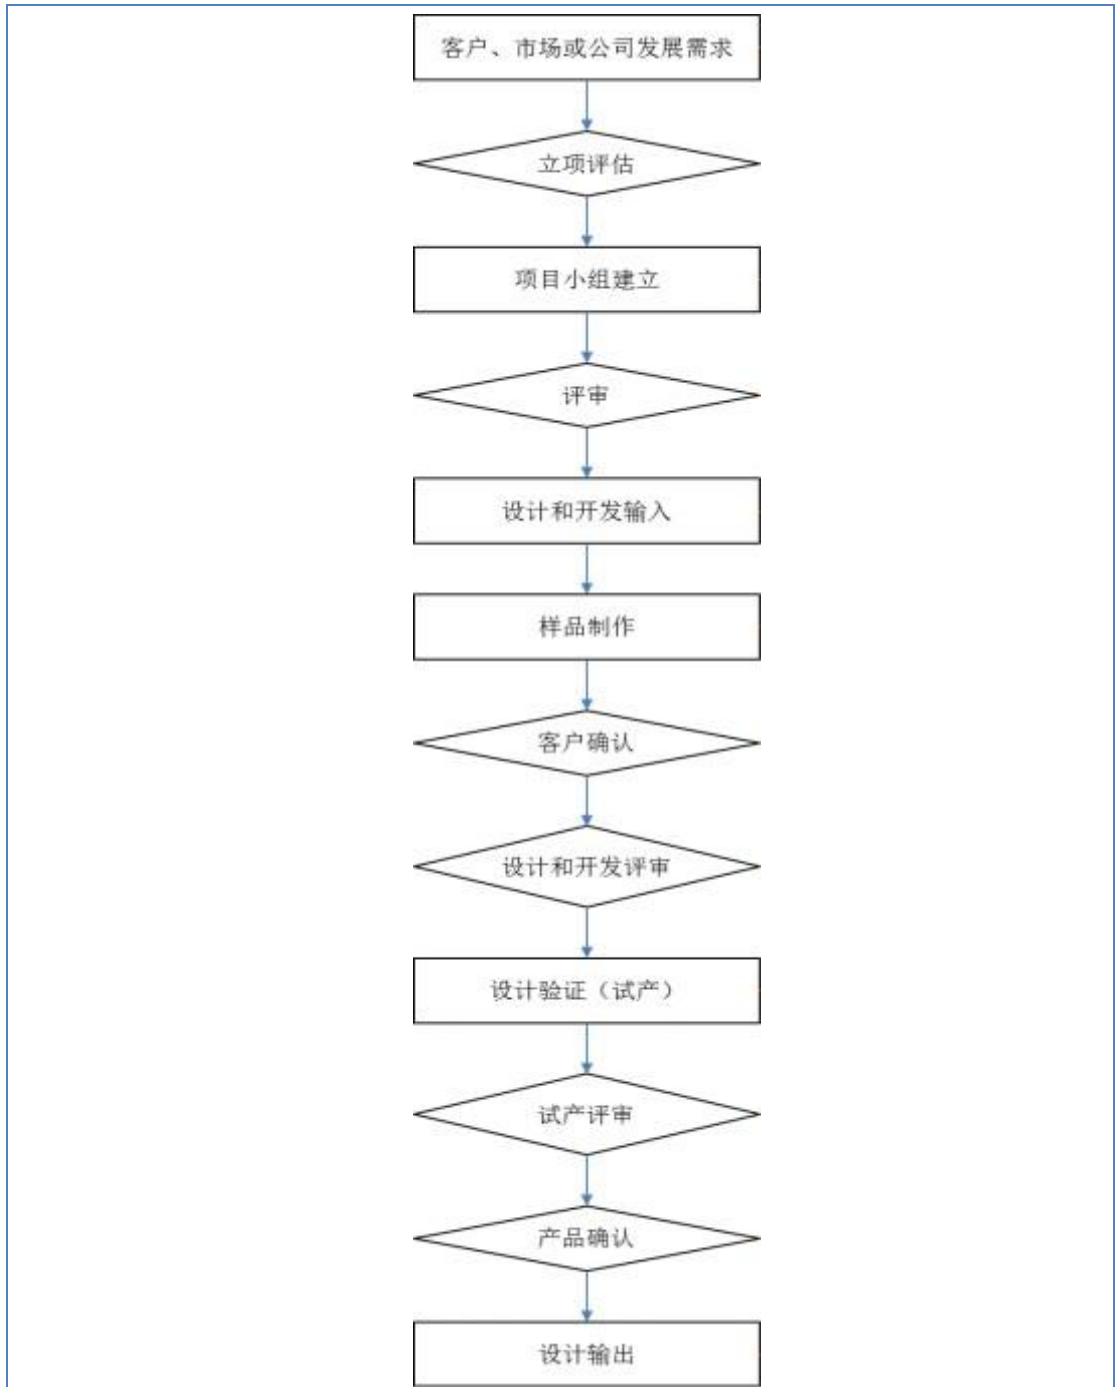 客户、市场或公司发展需求
立项评估
项目小组建立
评审
设计和开发输入
样品制作
客户确认
设计和开发评审
设计验证（试产）
试产评审
产品确认
设计输出